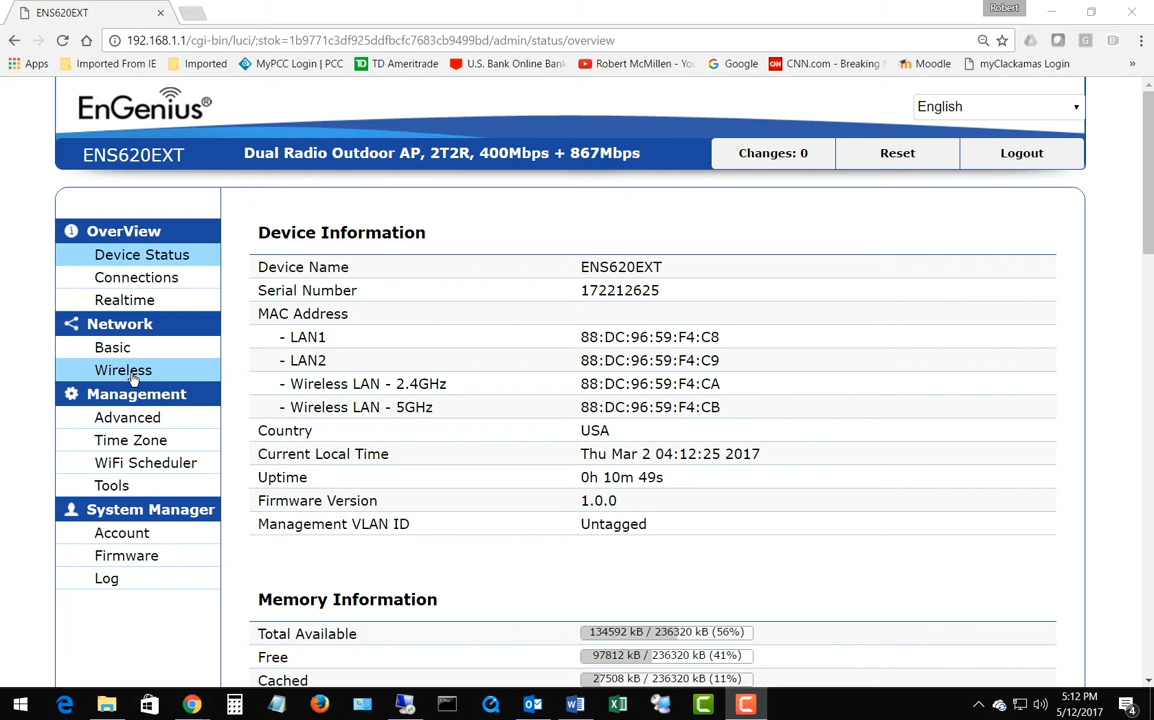 ENS620EXT
Robert
192.168.1.1/cgi-bin/luci/;stok=1b9771c3df925ddfbcfc7683cb9499bd/admin/status/overview
Apps Imported From IE Imported MyPCC Login | PCC TD Ameritrade U.S. Bank Online Bank Robert McMillen - Yo Google CNN.com - Breaking Moodle myClackamas Login »
EnGenius®
English
ENS620EXT Dual Radio Outdoor AP, 2T2R, 400Mbps + 867Mbps Changes: 0 Reset Logout
OverView
Device Status
Connections
Realtime
Network
Basic
Wireless
Management
Advanced
Time Zone
WiFi Scheduler
Tools
System Manager
Account
Firmware
Log
Device Information
Device Name ENS620EXT
Serial Number 172212625
MAC Address
- LAN1 88:DC:96:59:F4:C8
- LAN2 88:DC:96:59:F4:C9
- Wireless LAN - 2.4GHz 88:DC:96:59:F4:CA
- Wireless LAN - 5GHz 88:DC:96:59:F4:CB
Country USA
Current Local Time Thu Mar 2 04:12:25 2017
Uptime 0h 10m 49s
Firmware Version 1.0.0
Management VLAN ID Untagged
Memory Information
Total Available 134592 kB / 236320 kB (56%)
Free 97812 kB / 236320 kB (41%)
Cached 27508 kB / 236320 kB (11%)
5:12 PM
5/12/2017
4